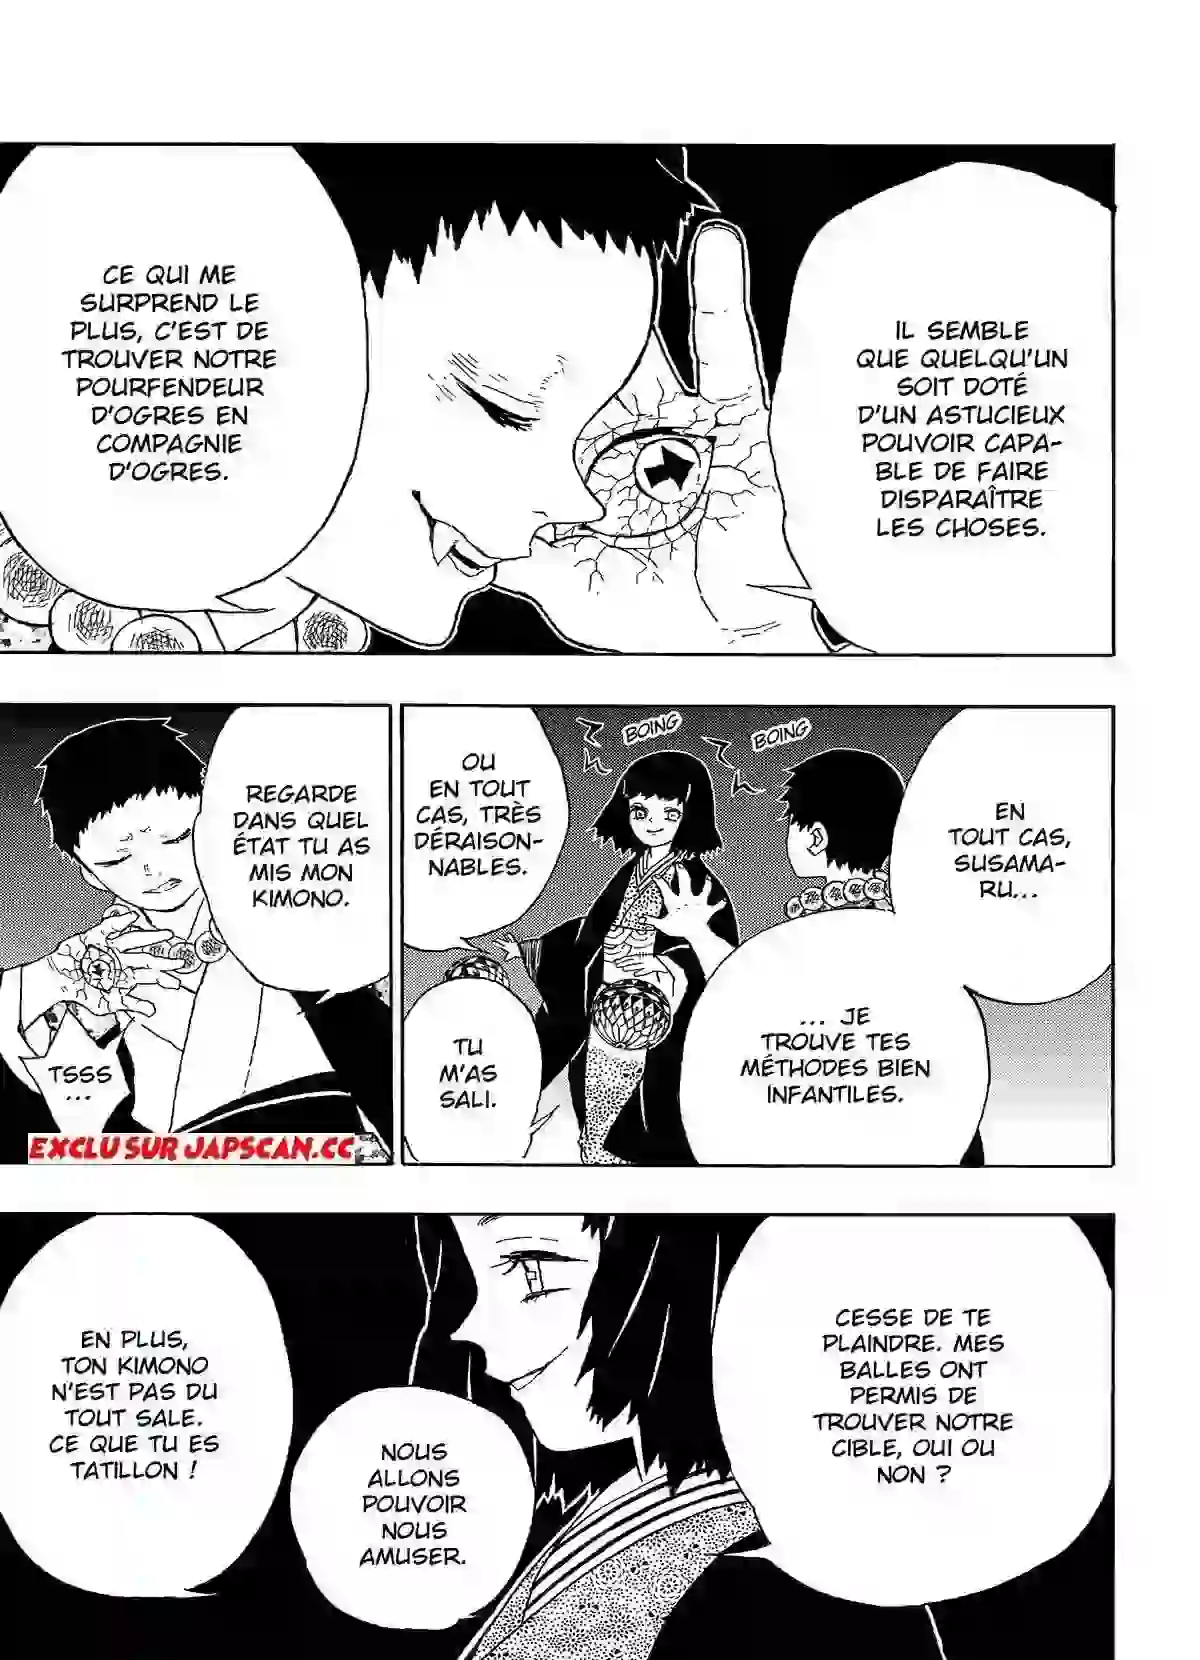 IL SEMBLE
QUE QUELQU'UN
SOIT DOTÉ
D'UN ASTUCIEUX
POUVOIR CAPA-
BLE DE FAIRE
DISPARAÎTRE
LES CHOSES.
CE QUI ME
SURPREND LE
PLUS, C'EST DE
TROUVER NOTRE
POURFENDEUR
D'OGRES EN
COMPAGNIE
D'OGRES.
EN
TOUT CAS,
SUSAMA-
RU...
BOING
BOING
... JE
TROUVE TES
MÉTHODES BIEN
INFANTILES.
OU
EN TOUT
CAS, TRÈS
DÉRAISON-
NABLES.
TU
M'AS
SALI.
REGARDE
DANS QUEL
ÉTAT TU AS
MIS MON
KIMONO.
TSSS
...
EXCLU SUR JAPSCAN.CC
CESSE DE TE
PLAINDRE. MES
BALLES ONT
PERMIS DE
TROUVER NOTRE
CIBLE, OUI OU
NON ?
NOUS
ALLONS
POUVOIR
NOUS
AMUSER.
EN PLUS,
TON KIMONO
N'EST PAS DU
TOUT SALE.
CE QUE TU ES
TATILLON !